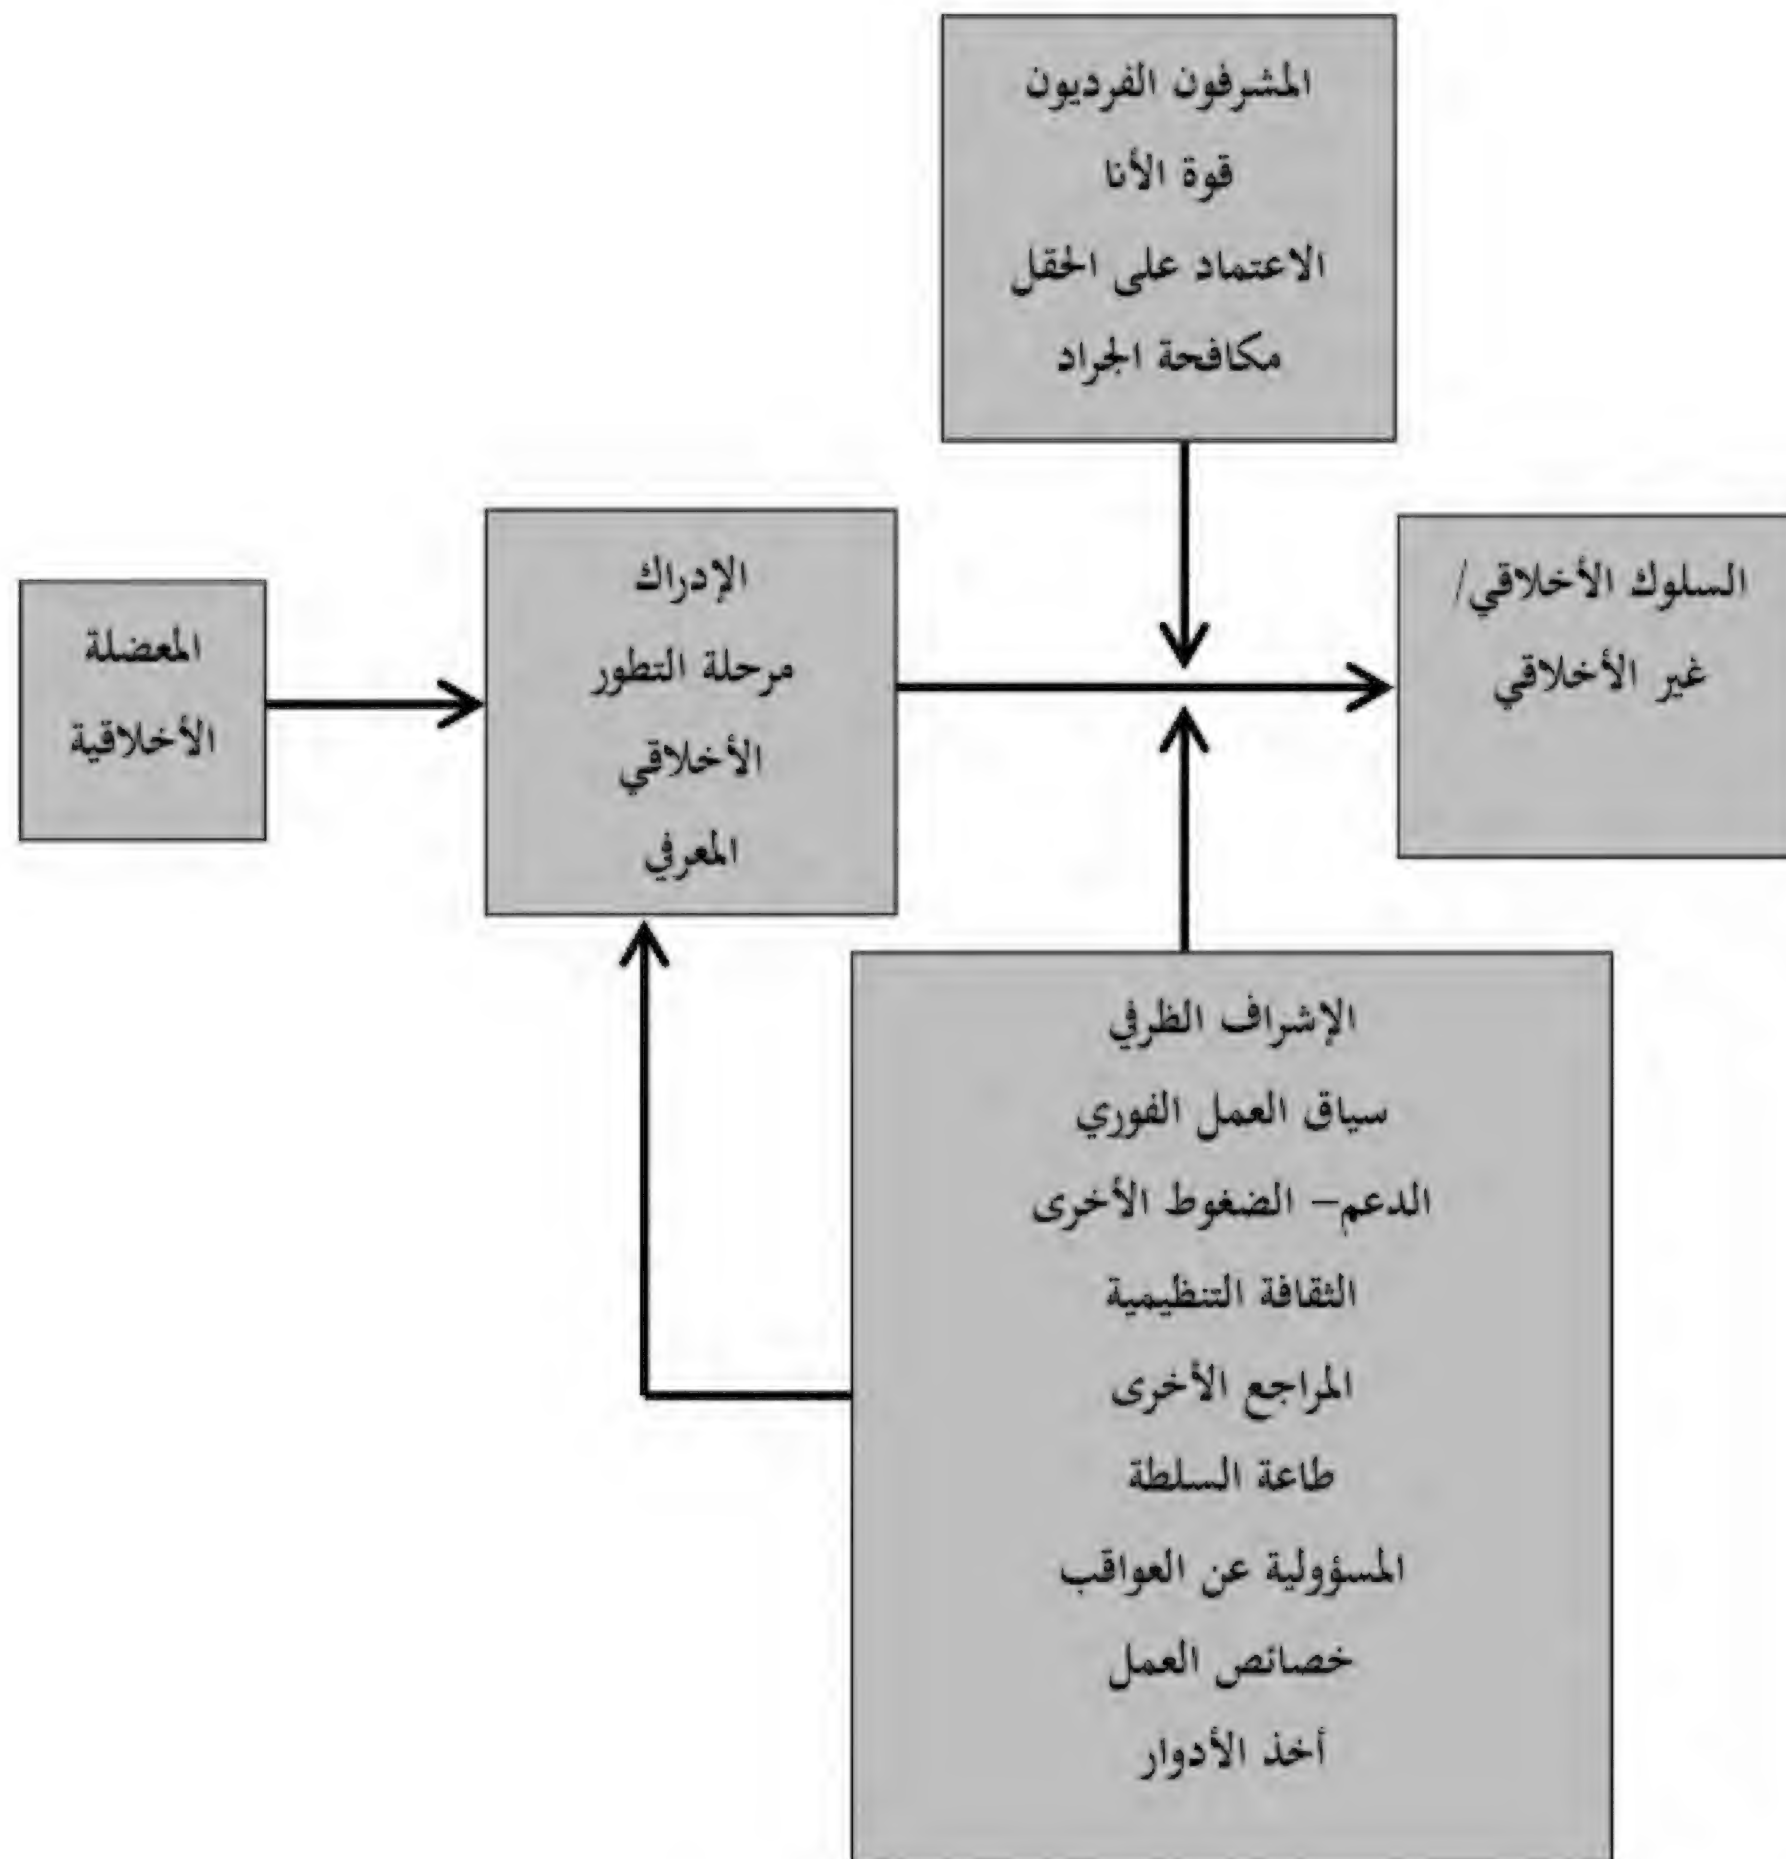 المشرفون الفرديون
قوة الأنا
الاعتماد على الحقل
مكافحة الجراد
السلوك الأخلاقي/
غير الأخلاقي
الإدراك
مرحلة التطور
الأخلاقي
المعرفي
المعضلة
الأخلاقية
الإشراف الظرفي
سياق العمل الفوري
الدعم– الضغوط الأخرى
الثقافة التنظيمية
المراجع الأخرى
طاعة السلطة
المسؤولية عن العواقب
خصائص العمل
أخذ الأدوار